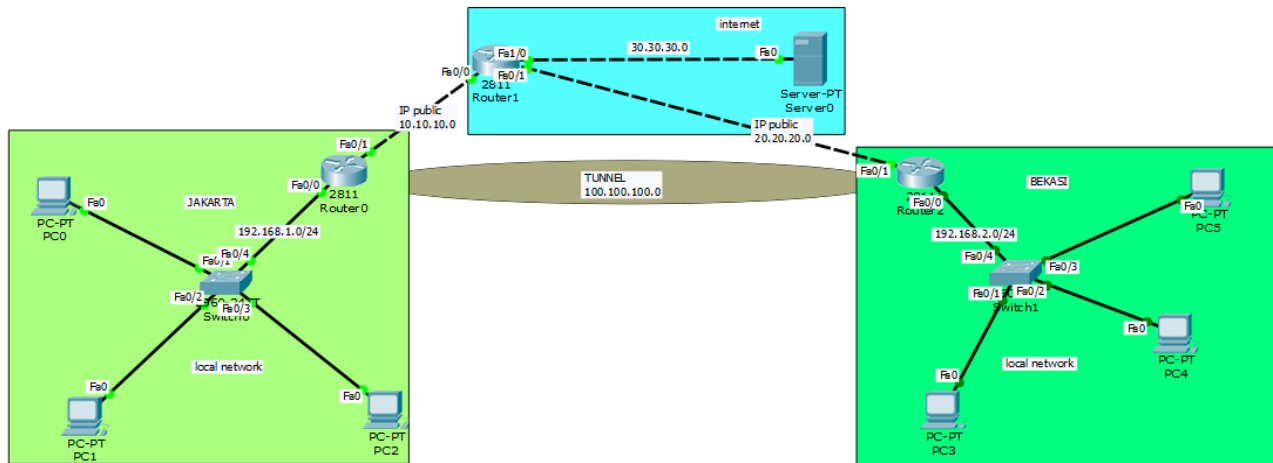 internet
Fa1/0
30.30.30.0
Fa0
Fa0/0
Fa0/1
2811
Router1
Server-PT
Server0
IP public
10.10.10.0
IP public
20.20.20.0
Fa0/1
Fa0/0
2811
Router0
JAKARTA
Fa0
PC-PT
PC0
192.168.1.0/24
Fa0/4
Fa0/1
Fa0/2
Fa0/3
Switch0
local network
Fa0
PC-PT
PC1
Fa0
PC-PT
PC2
TUNNEL
100.100.100.0
Fa0/1
Router2
Fa0/0
BEKASI
Fa0
PC-PT
PC5
192.168.2.0/24
Fa0/4
Fa0/3
Fa0/1
Fa0/2
Switch1
Fa0
PC-PT
PC4
local network
Fa0
PC-PT
PC3